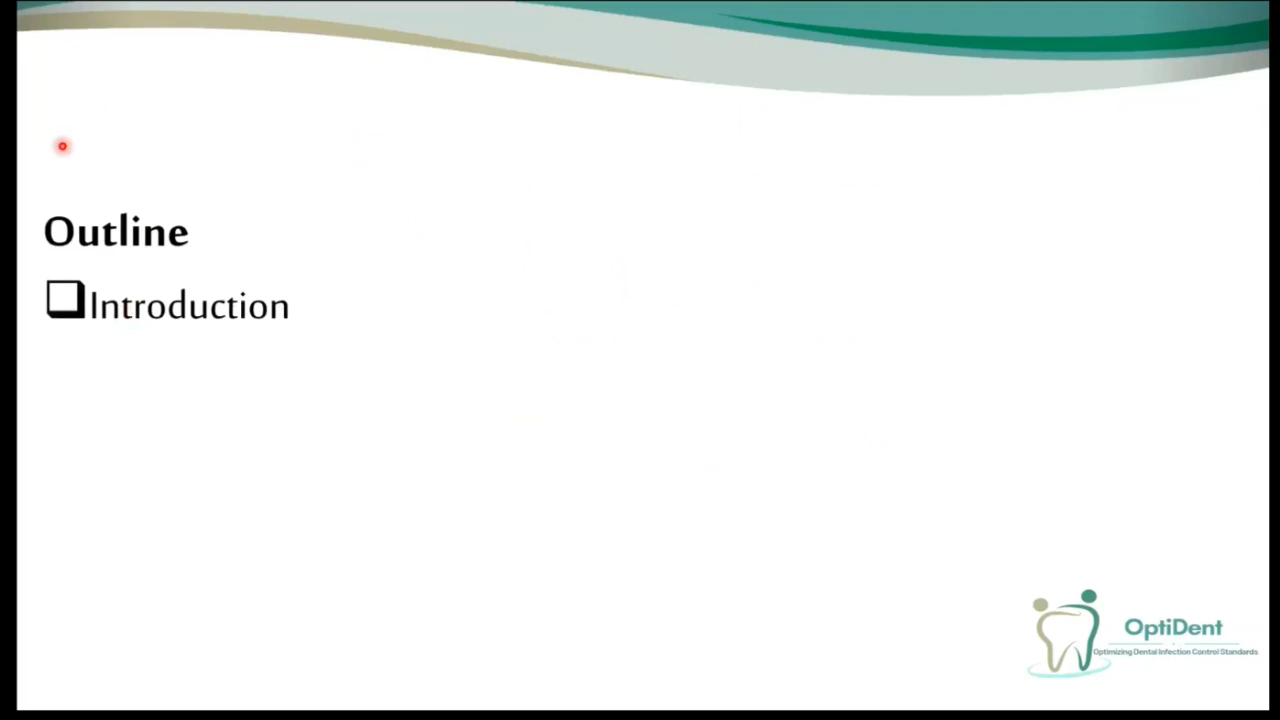 Outline
❑Introduction
OptiDent
Optimizing Dental Infection Control Standards